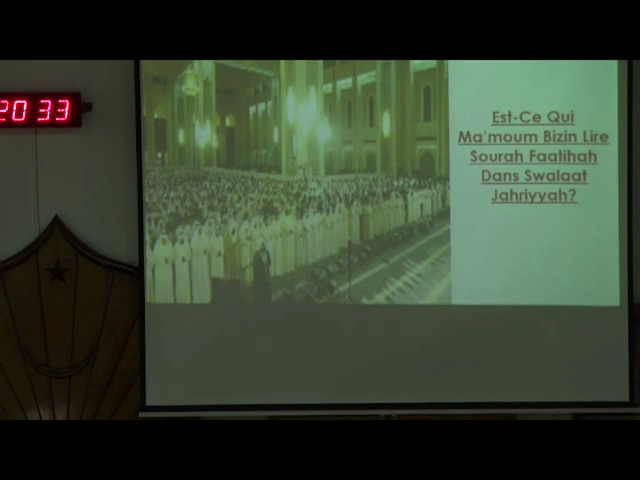 20 33
Est-Ce Qui
Ma'moum Bizin Lire
Sourah Faatihah
Dans Swalaat
Jahriyyah?